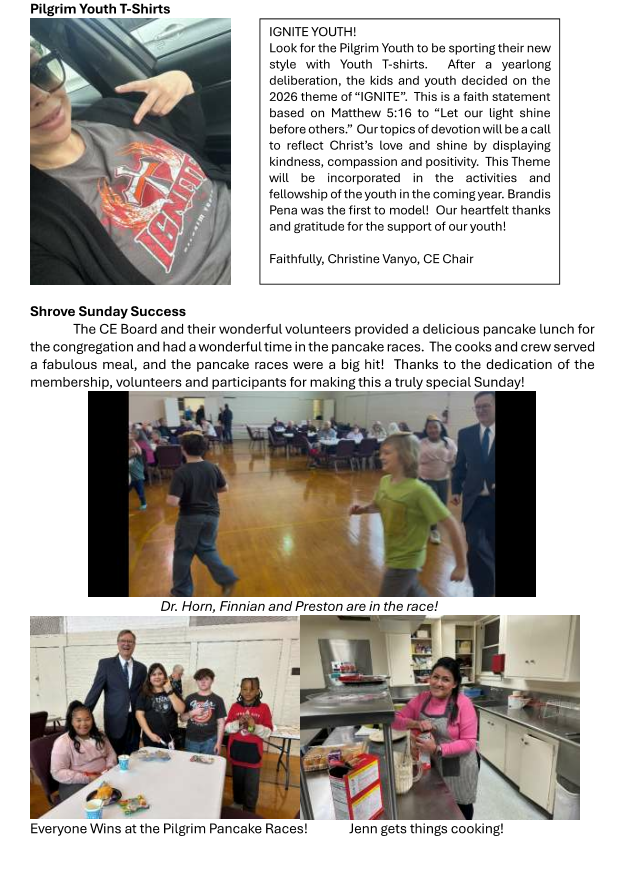 Pilgrim Youth T-Shirts
IGNITE YOUTH!
Look for the Pilgrim Youth to be sporting their new
style with Youth T-shirts. After a yearlong
deliberation, the kids and youth decided on the
2026 theme of “IGNITE”. This is a faith statement
based on Matthew 5:16 to “Let our light shine
before others.” Our topics of devotion will be a call
to reflect Christ’s love and shine by displaying
kindness, compassion and positivity. This Theme
will be incorporated in the activities and
fellowship of the youth in the coming year. Brandis
Pena was the first to model! Our heartfelt thanks
and gratitude for the support of our youth!
Faithfully, Christine Vanyo, CE Chair
IGNITE
Shrove Sunday Success
The CE Board and their wonderful volunteers provided a delicious pancake lunch for
the congregation and had a wonderful time in the pancake races. The cooks and crew served
a fabulous meal, and the pancake races were a big hit! Thanks to the dedication of the
membership, volunteers and participants for making this a truly special Sunday!
Dr. Horn, Finnian and Preston are in the race!
Everyone Wins at the Pilgrim Pancake Races!
Jenn gets things cooking!